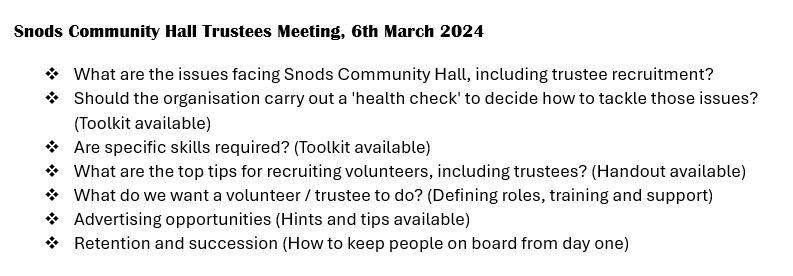 Snods Community Hall Trustees Meeting, 6th March 2024
❖ What are the issues facing Snods Community Hall, including trustee recruitment?
❖ Should the organisation carry out a 'health check' to decide how to tackle those issues?
(Toolkit available)
❖ Are specific skills required? (Toolkit available)
❖ What are the top tips for recruiting volunteers, including trustees? (Handout available)
❖ What do we want a volunteer / trustee to do? (Defining roles, training and support)
❖ Advertising opportunities (Hints and tips available)
❖ Retention and succession (How to keep people on board from day one)